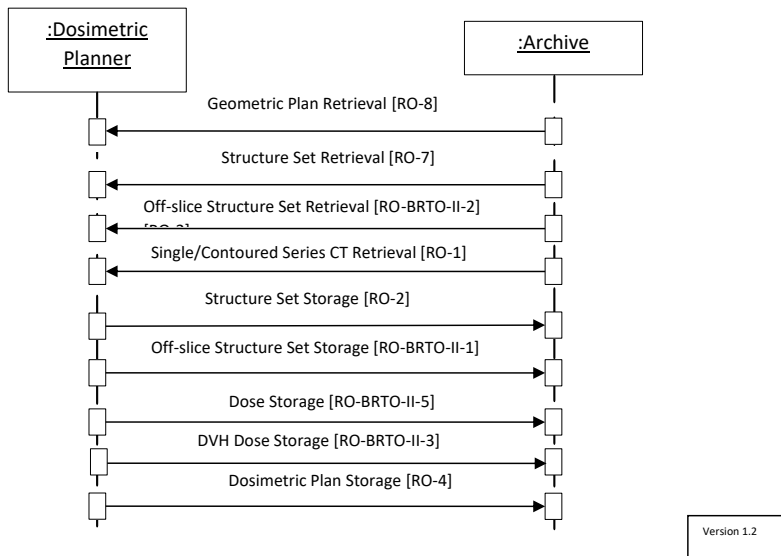 :Dosimetric
Planner
:Archive
Geometric Plan Retrieval [RO-8]
Structure Set Retrieval [RO-7]
Off-slice Structure Set Retrieval [RO-BRTO-II-2]
Single/Contoured Series CT Retrieval [RO-1]
Structure Set Storage [RO-2]
Off-slice Structure Set Storage [RO-BRTO-II-1]
Dose Storage [RO-BRTO-II-5]
DVH Dose Storage [RO-BRTO-II-3]
Dosimetric Plan Storage [RO-4]
Version 1.2